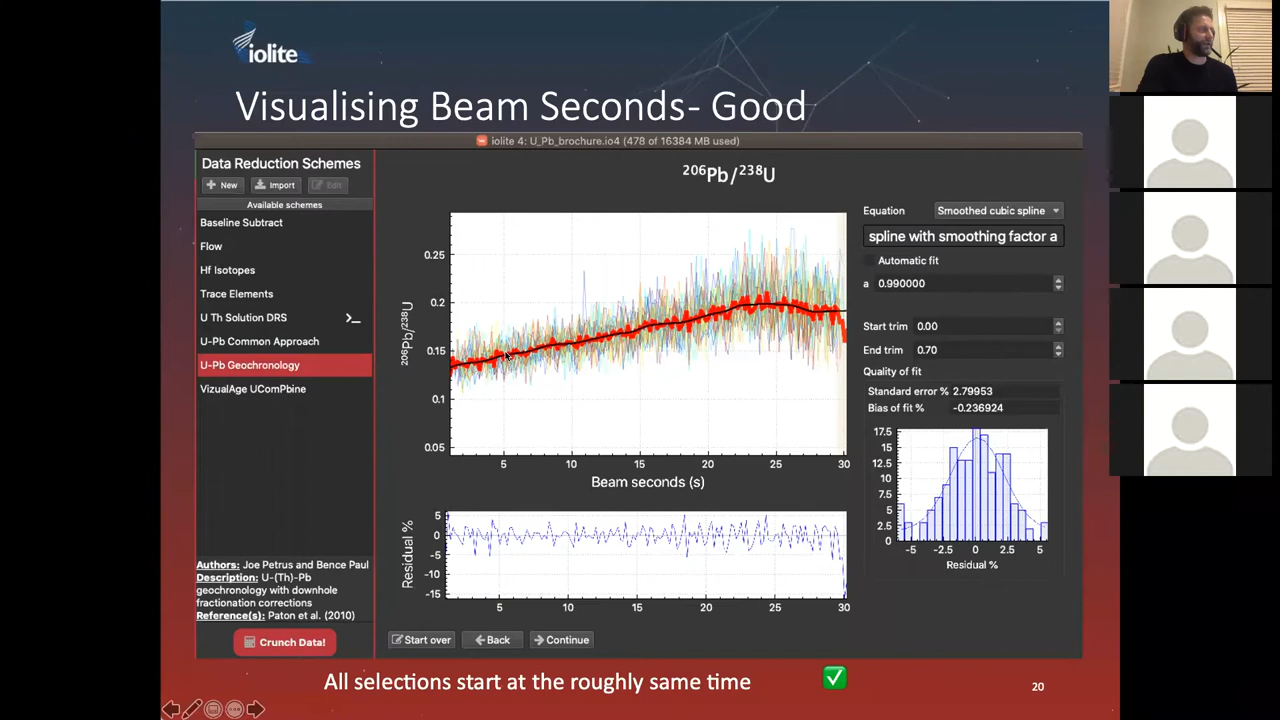 iolite
Visualising Beam Seconds - Good
iolite 4: U_Pb_brochure.io4 (478 of 16384 MB used)
Data Reduction Schemes
New Import Edit
Available schemes
Baseline Subtract
Flow
Hf Isotopes
Trace Elements
U Th Solution DRS >_
U-Pb Common Approach
U-Pb Geochronology
VizualAge UComPbine
Authors: Joe Petrus and Bence Paul
Description: U-(Th)-Pb
geochronology with downhole
fractionation corrections
Reference(s): Paton et al. (2010)
Crunch Data!
²⁰⁶Pb/²³⁸U
²⁰⁶Pb/²³⁸U
0.25
0.2
0.15
0.1
0.05
5 10 15 20 25 30
Beam seconds (s)
Residual %
5
0
-5
-10
-15
5 10 15 20 25 30
Start over Back Continue
Equation Smoothed cubic spline
spline with smoothing factor a
Automatic fit
a 0.990000
Start trim 0.00
End trim 0.70
Quality of fit
Standard error % 2.79953
Bias of fit % -0.236924
17.5
15
12.5
10
7.5
5
2.5
0
-5 -2.5 0 2.5 5
Residual %
All selections start at the roughly same time
20